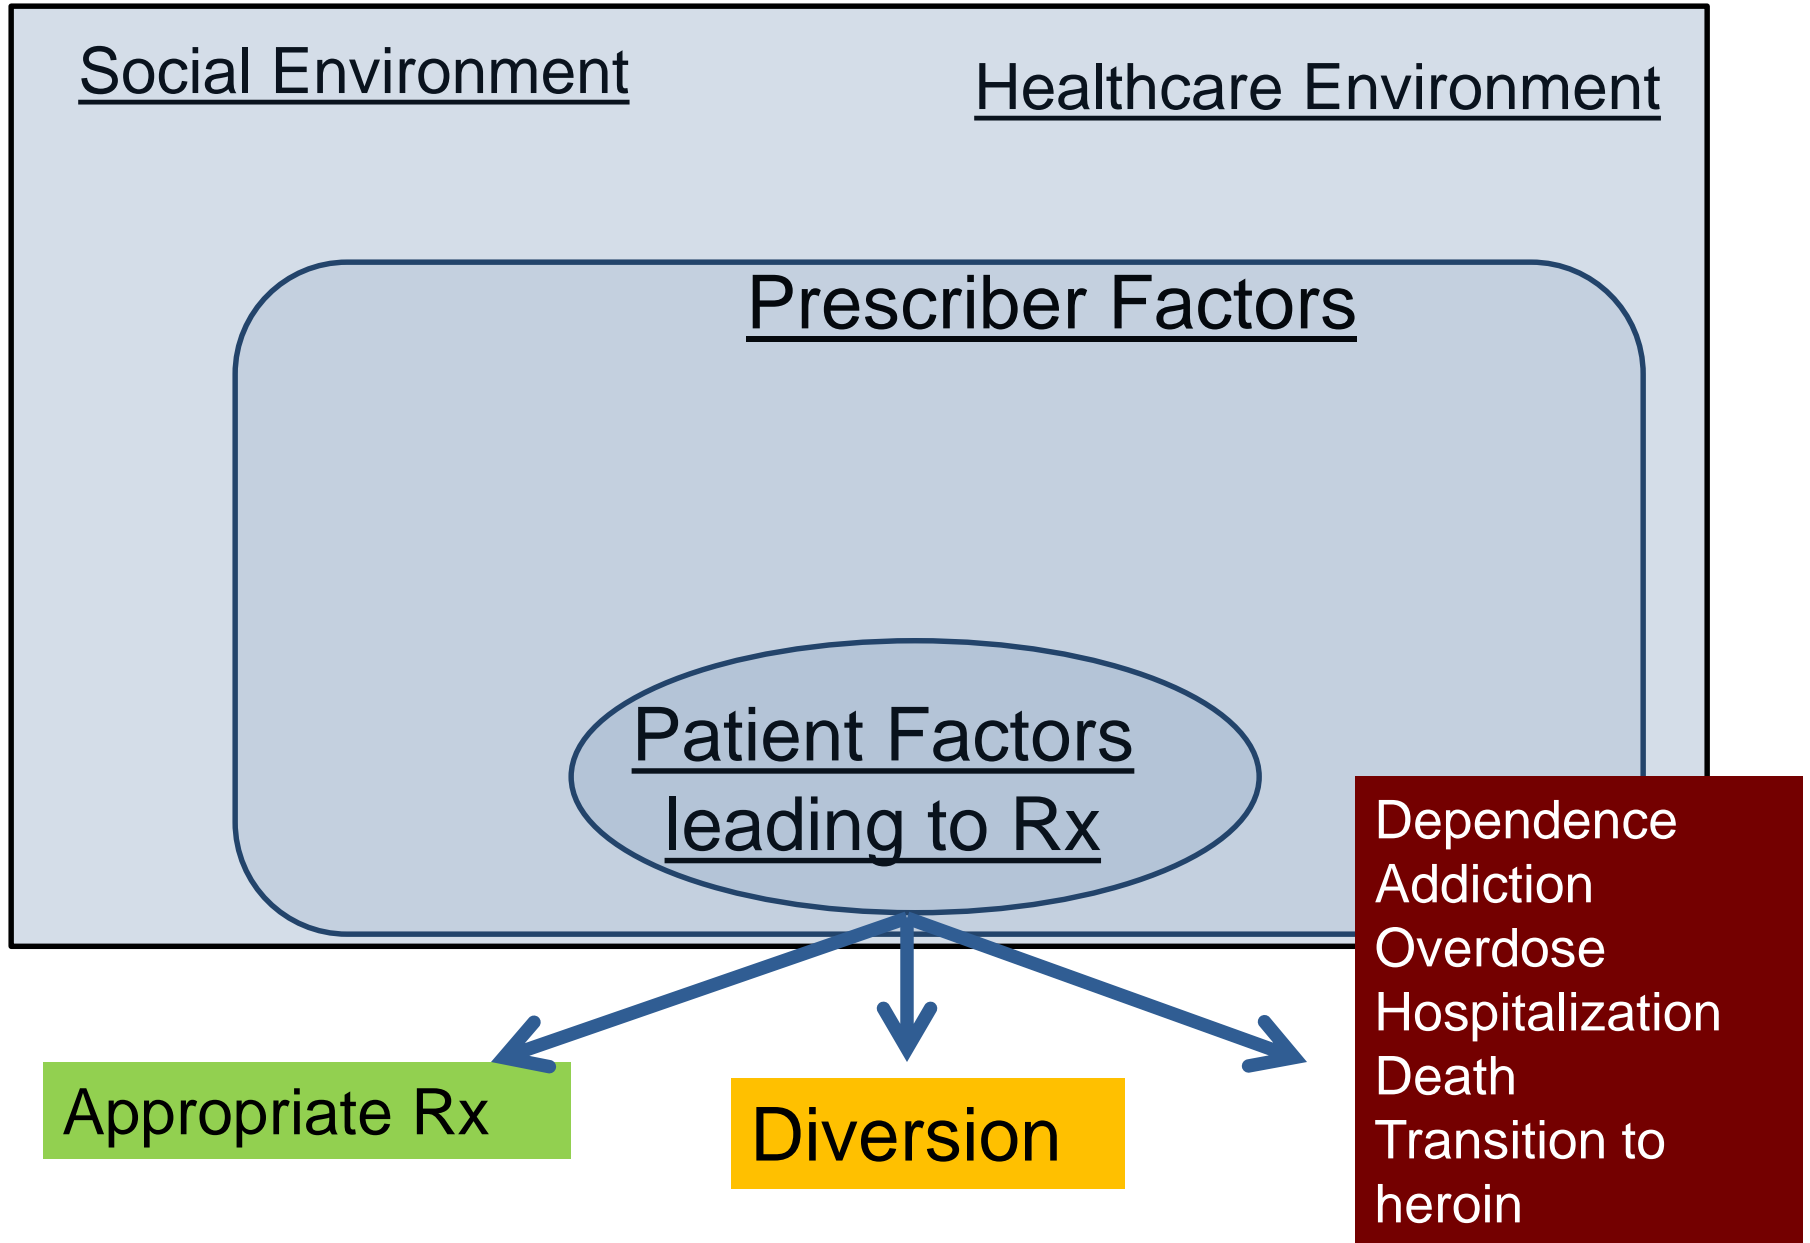 Social Environment
Healthcare Environment
Prescriber Factors
Patient Factors
leading to Rx
Dependence
Addiction
Overdose
Hospitalization
Death
Transition to
heroin
Appropriate Rx
Diversion